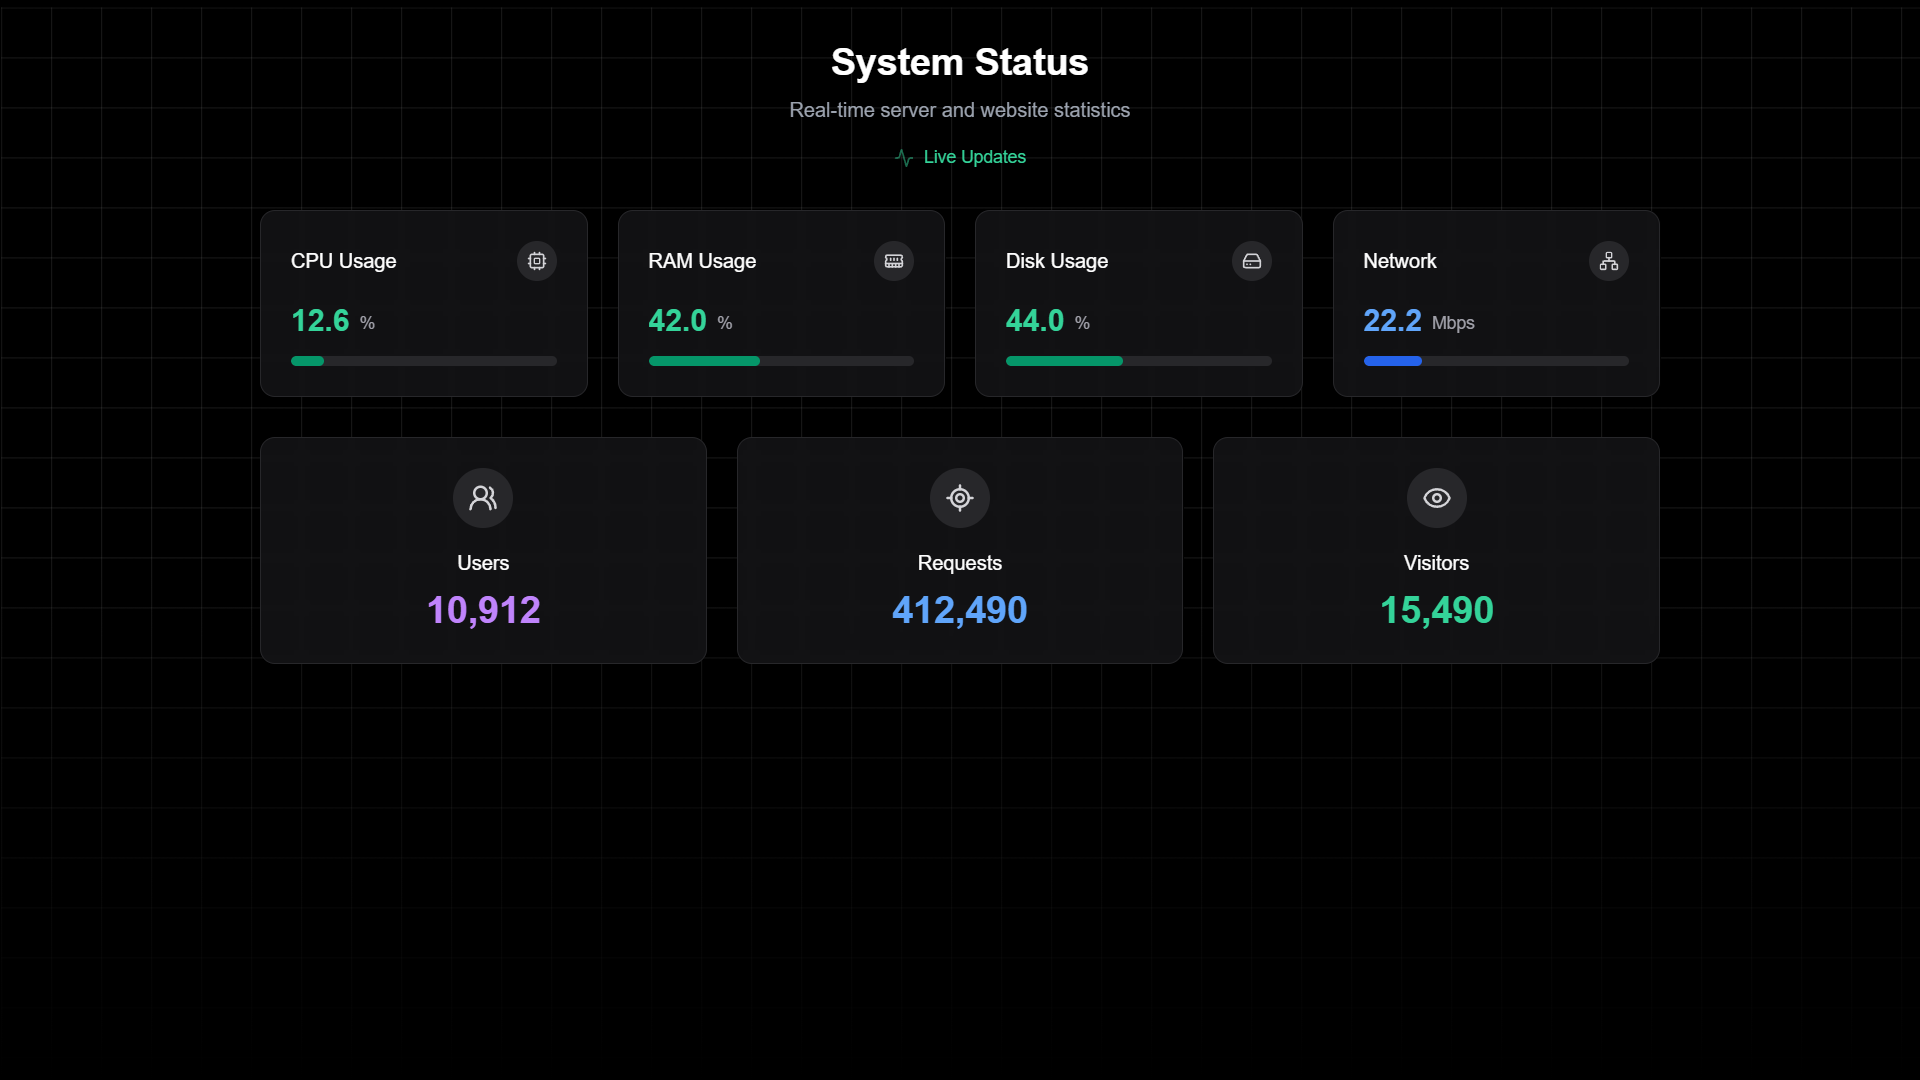 System Status
Real-time server and website statistics
Live Updates
CPU Usage
12.6 %
RAM Usage
42.0 %
Disk Usage
44.0 %
Network
22.2 Mbps
Users
10,912
Requests
412,490
Visitors
15,490